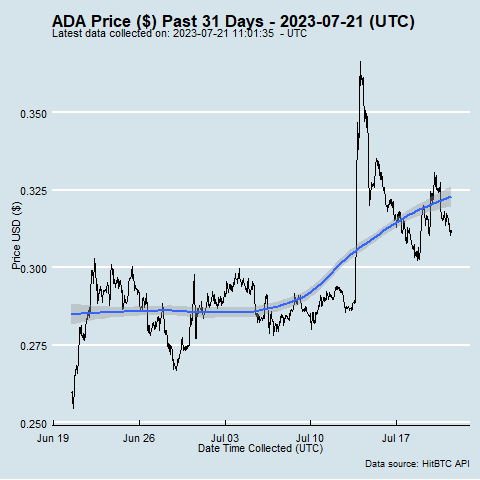 ADA Price ($) Past 31 Days - 2023-07-21 (UTC)
Latest data collected on: 2023-07-21 11:01:35 - UTC
Price USD ($)
0.350
0.325
0.300
0.275
0.250
Jun 19 Jun 26 Jul 03 Jul 10 Jul 17
Date Time Collected (UTC)
Data source: HitBTC API